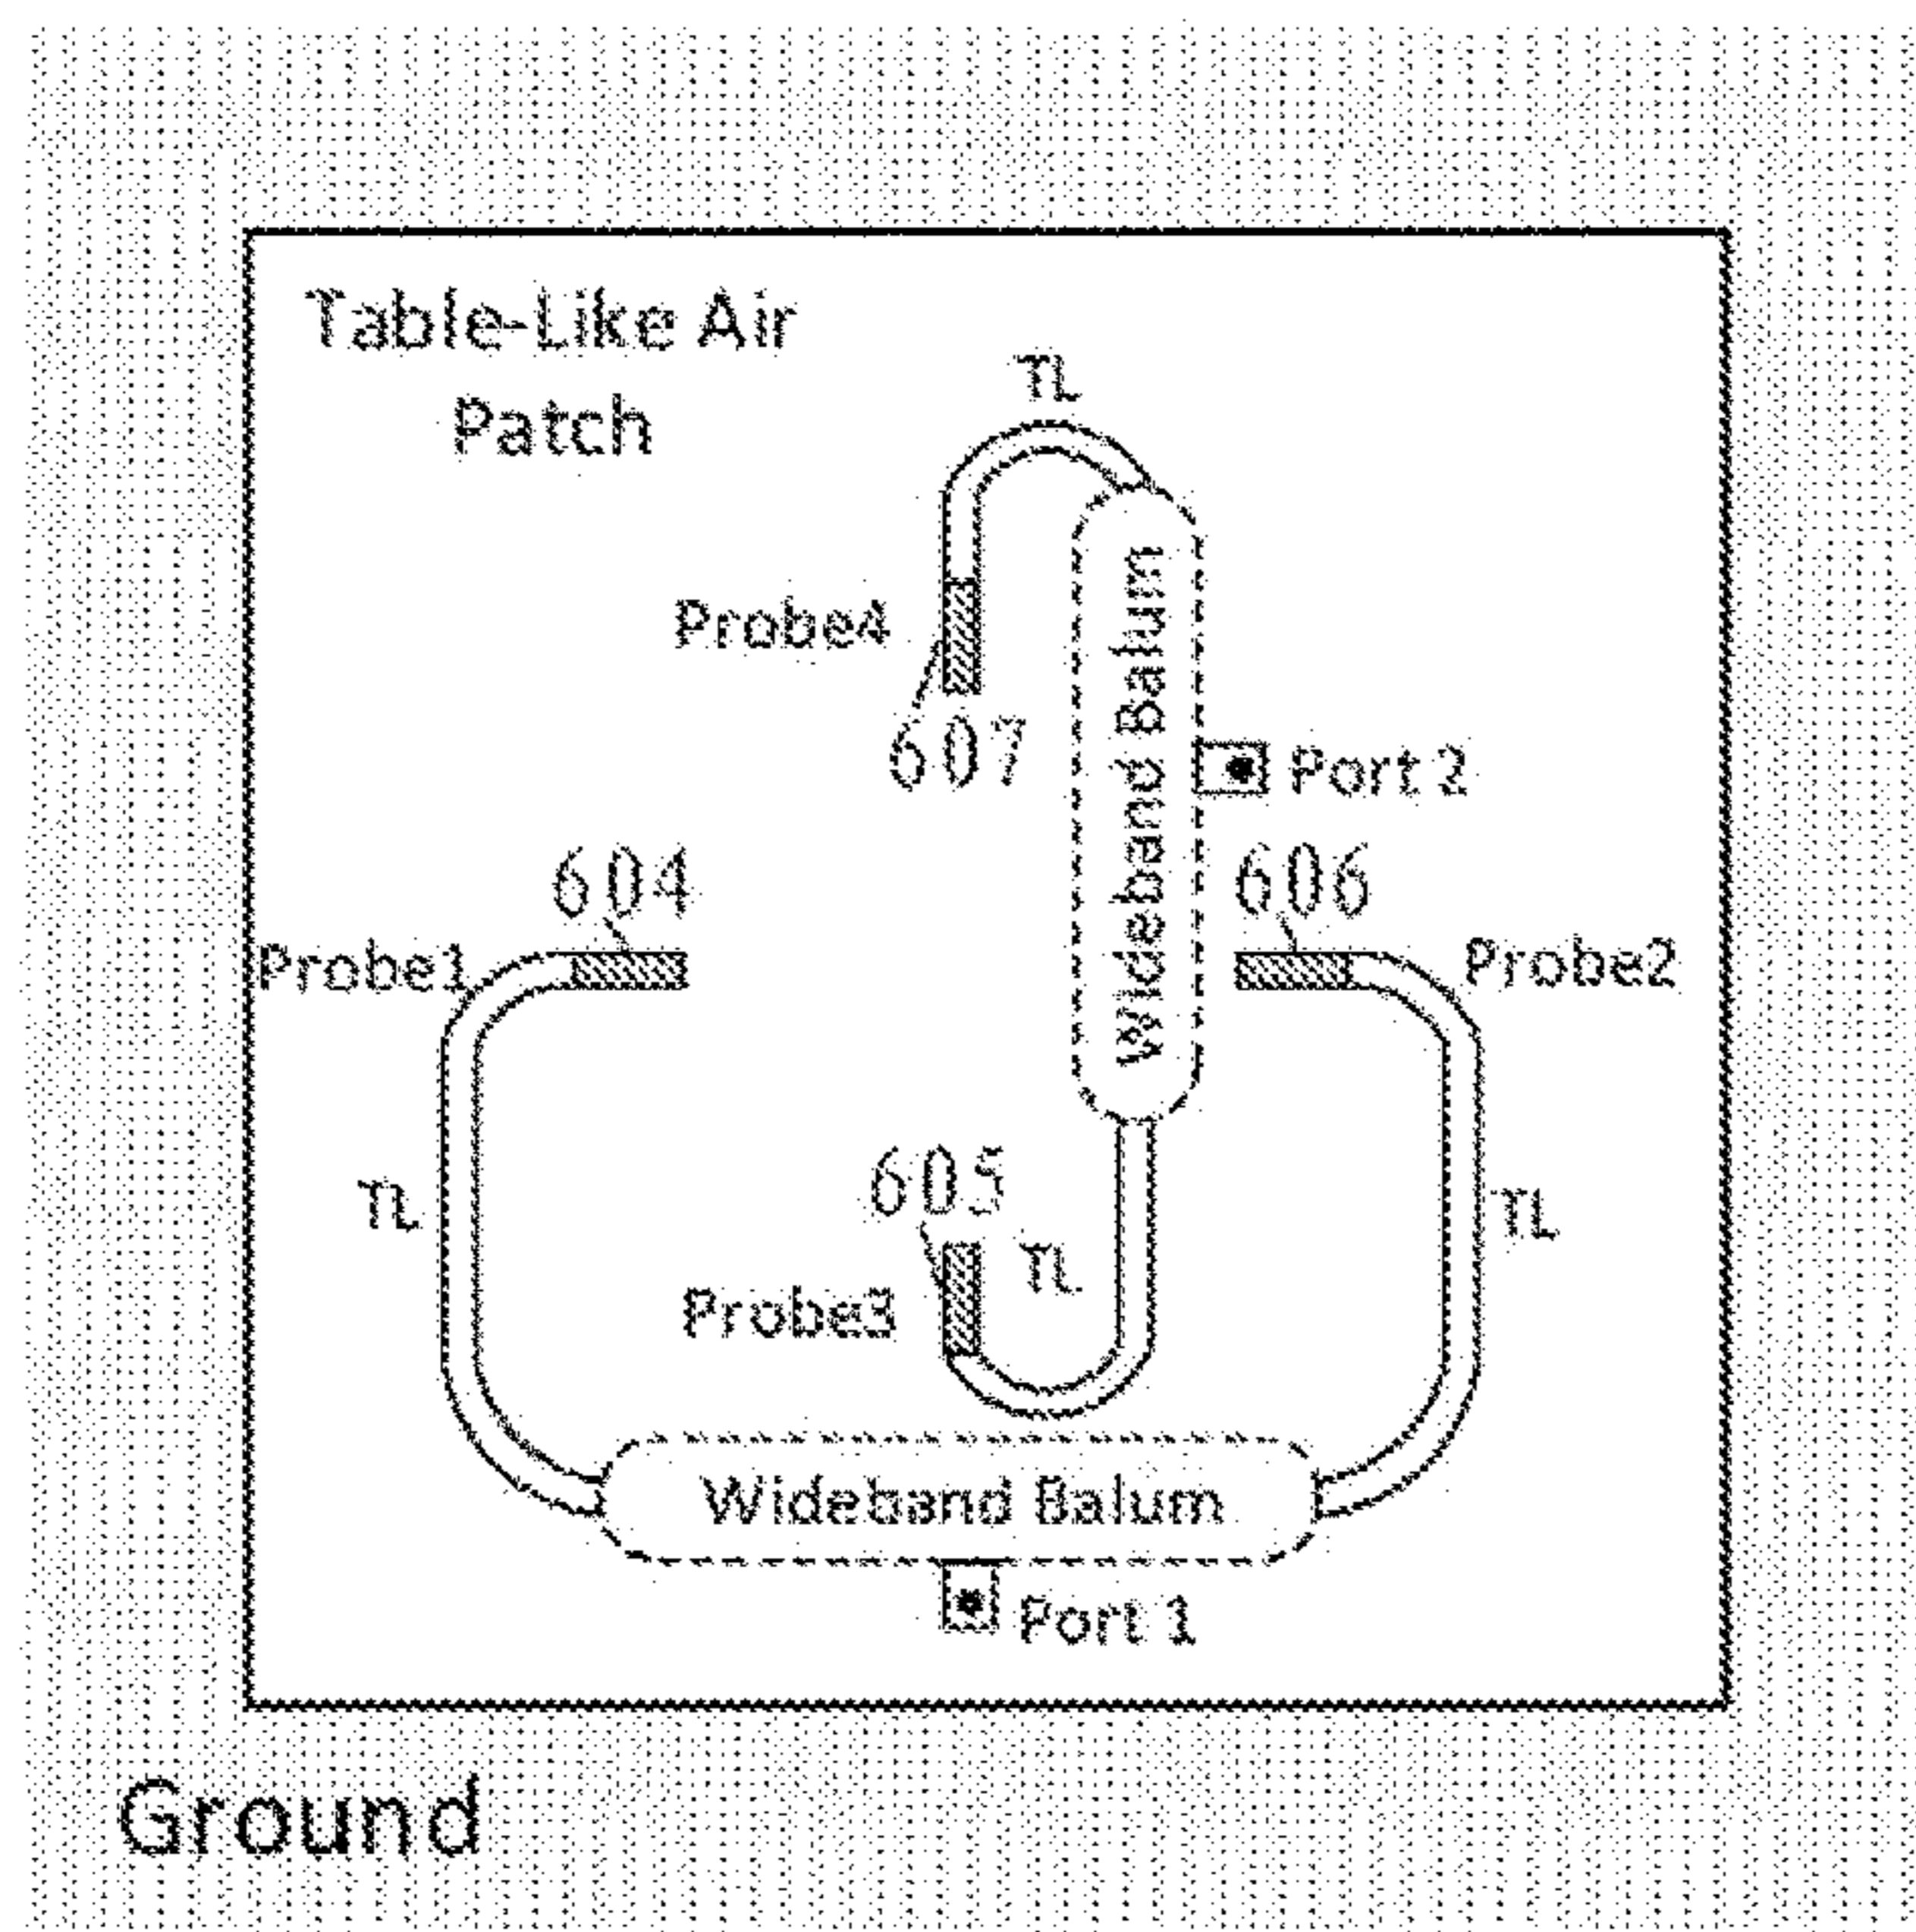 Table-Like Air
Patch
TL
Probe4
607
Wideband Balum
Port 2
604
606
Probe1
Probe2
TL
605
TL
TL
Probe3
Wideband Balum
Port 1
Ground